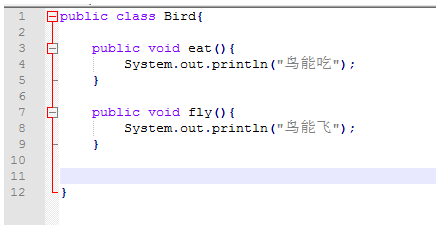 1 public class Bird{
2
3 public void eat(){
4 System.out.println("鸟能吃");
5 }
6
7 public void fly(){
8 System.out.println("鸟能飞");
9 }
10
11
12 }